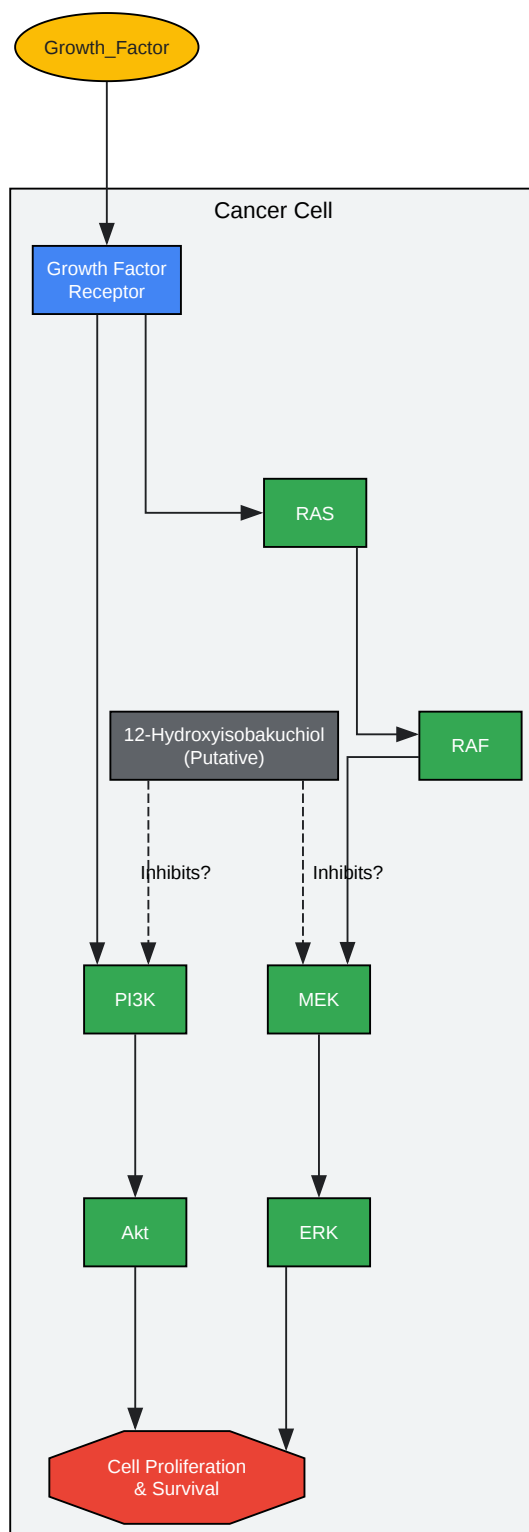 Growth_Factor
Cancer Cell
Growth Factor
Receptor
RAS
12-Hydroxyisobakuchiol
(Putative)
RAF
Inhibits?
Inhibits?
PI3K
MEK
Akt
ERK
Cell Proliferation
& Survival